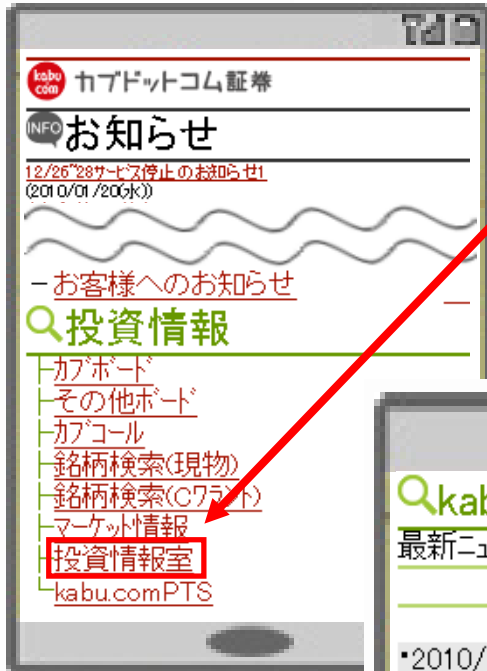 kabu.com カブドットコム証券
INFO お知らせ
12/26~28サービス停止のお知らせ1
(2010/01/20(水))
お客様へのお知らせ
投資情報
カブボード
その他ボード
カブコール
銘柄検索(現物)
銘柄検索(Cワラント)
マーケット情報
投資情報室
kabu.comPTS
kab
最新ニュ
・2010/